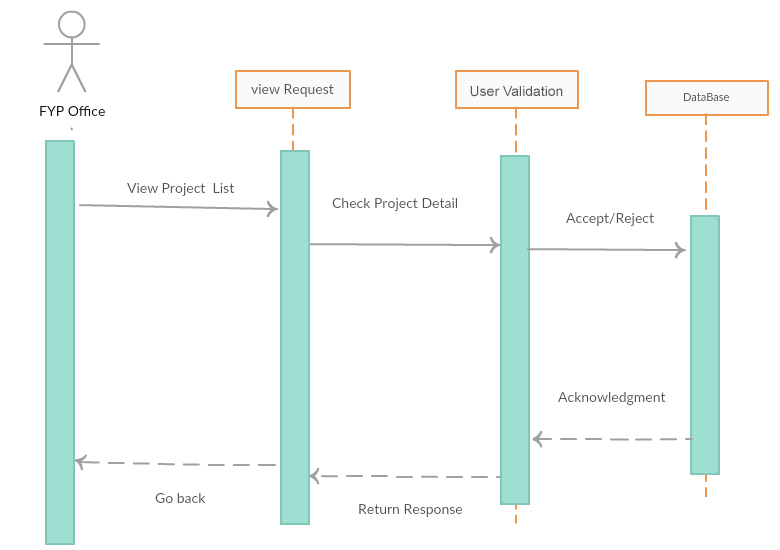 FYP Office
view Request
User Validation
DataBase
View Project  List
Check Project Detail
Accept/Reject
Acknowledgment
Go back
Return Response